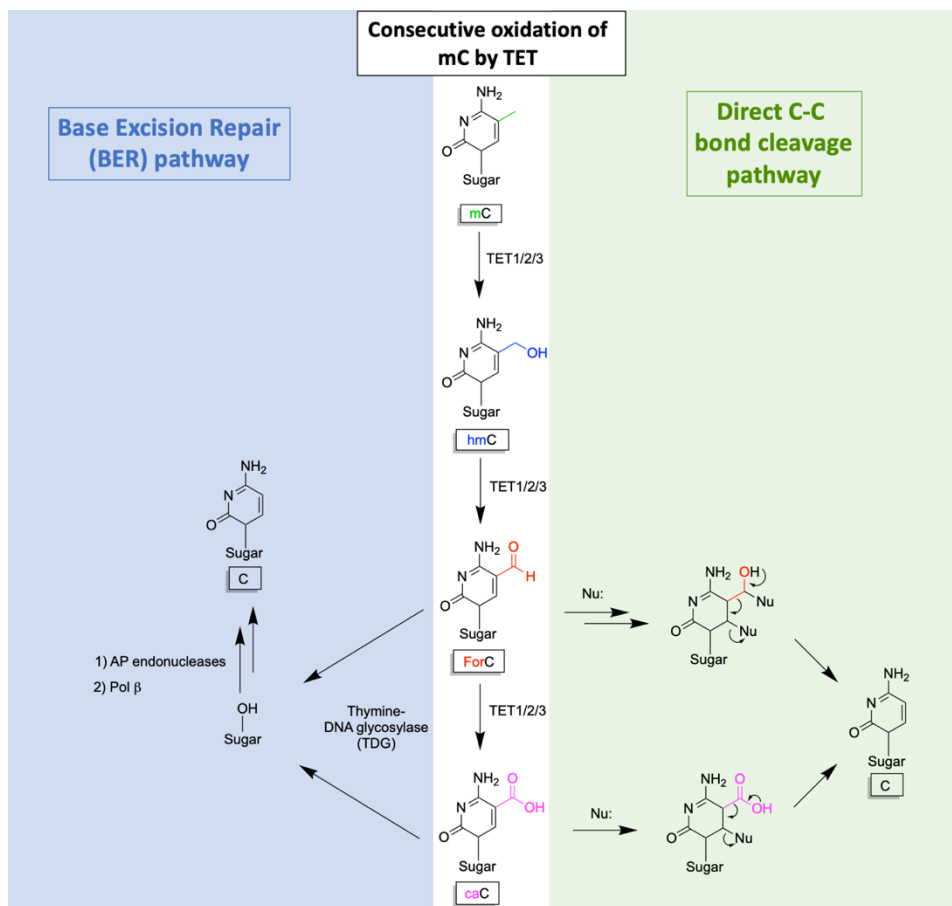 Consecutive oxidation of
mC by TET
Base Excision Repair
(BER) pathway
Direct C-C
bond cleavage
pathway
NH2
N
O
Sugar
mC
TET1/2/3
NH2
N
OH
O
Sugar
hmC
TET1/2/3
NH2
N
O
Sugar
C
NH2
O
N
H
O
Sugar
ForC
Nu:
NH2
OH
N
Nu
O
Nu
Sugar
1) AP endonucleases
2) Pol β
OH
Sugar
Thymine-
DNA glycosylase
(TDG)
TET1/2/3
NH2
N
O
Sugar
C
NH2
O
N
OH
O
Sugar
caC
Nu:
NH2
O
N
OH
O
Nu
Sugar